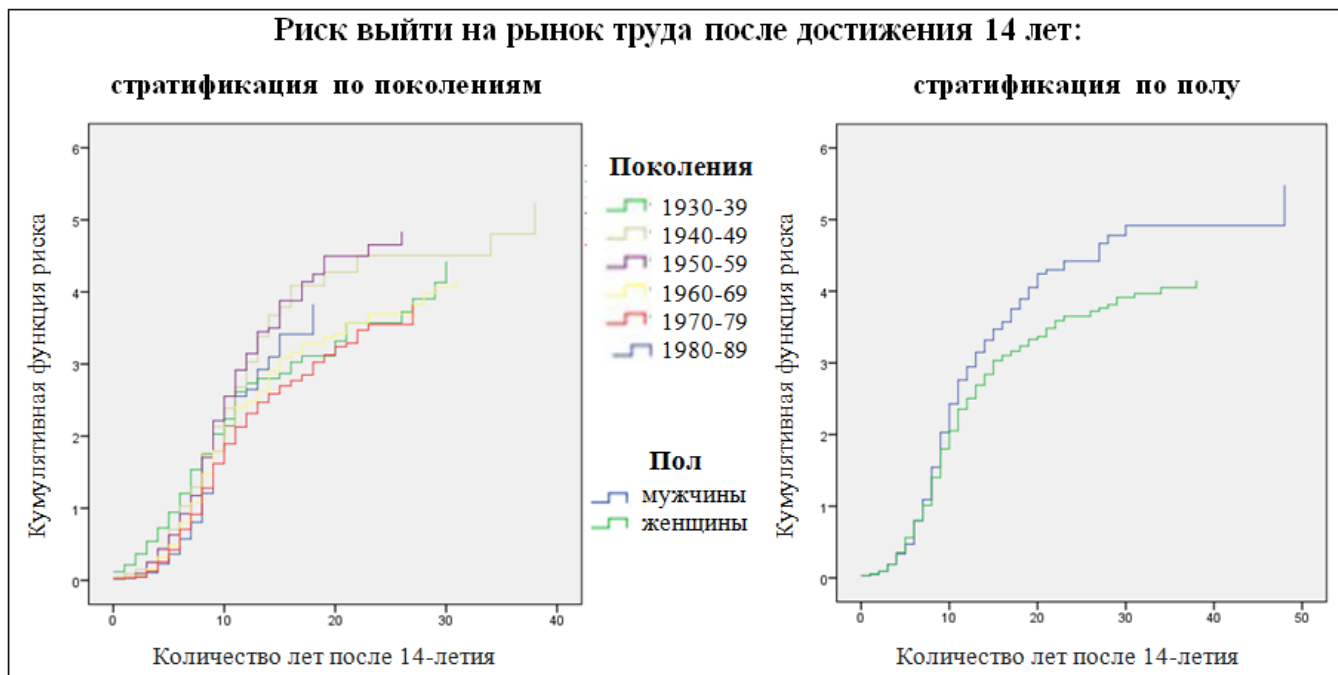 Риск выйти на рынок труда после достижения 14 лет:
стратификация по поколениям
стратификация по полу
Кумулятивная функция риска
6
5
4
3
2
1
0
0 10 20 30 40
Количество лет после 14-летия
Поколения
1930-39
1940-49
1950-59
1960-69
1970-79
1980-89
Пол
мужчины
женщины
Кумулятивная функция риска
6
5
4
3
2
1
0
0 10 20 30 40 50
Количество лет после 14-летия